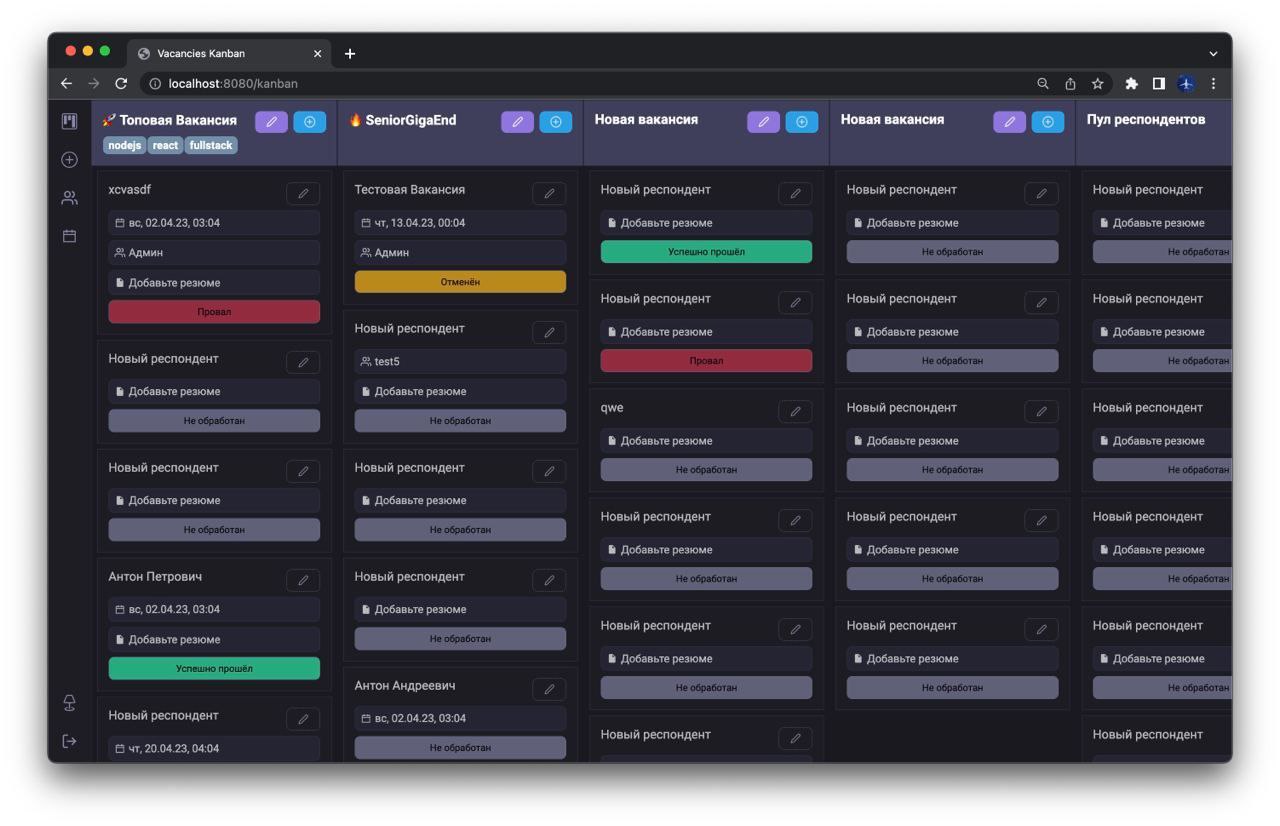 Vacancies Kanban
localhost:8080/kanban
🚀 Топовая Вакансия
nodejs react fullstack
xcvasdf
вс, 02.04.23, 03:04
Админ
Добавьте резюме
Провал
Новый респондент
Добавьте резюме
Не обработан
Новый респондент
Добавьте резюме
Не обработан
Антон Петрович
вс, 02.04.23, 03:04
Добавьте резюме
Успешно прошёл
Новый респондент
чт, 20.04.23, 04:04
🔥 SeniorGigaEnd
Тестовая Вакансия
чт, 13.04.23, 00:04
Админ
Отменён
Новый респондент
test5
Добавьте резюме
Не обработан
Новый респондент
Добавьте резюме
Не обработан
Новый респондент
Добавьте резюме
Не обработан
Антон Андреевич
вс, 02.04.23, 03:04
Не обработан
Новая вакансия
Новый респондент
Добавьте резюме
Успешно прошёл
Новый респондент
Добавьте резюме
Провал
qwe
Добавьте резюме
Не обработан
Новый респондент
Добавьте резюме
Не обработан
Новый респондент
Добавьте резюме
Не обработан
Новый респондент
Новая вакансия
Новый респондент
Добавьте резюме
Не обработан
Новый респондент
Добавьте резюме
Не обработан
Новый респондент
Добавьте резюме
Не обработан
Новый респондент
Добавьте резюме
Не обработан
Новый респондент
Добавьте резюме
Не обработан
Пул респондентов
Новый респондент
Добавьте резюме
Не обработан
Новый респондент
Добавьте резюме
Не обработан
Новый респондент
Добавьте резюме
Не обработан
Новый респондент
Добавьте резюме
Не обработан
Новый респондент
Добавьте резюме
Не обработан
Новый респондент